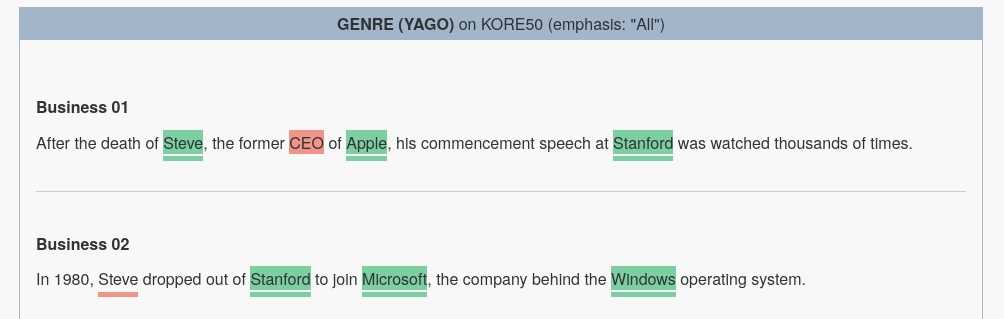 GENRE (YAGO) on KORE50 (emphasis: "All")
Business 01
After the death of Steve, the former CEO of Apple, his commencement speech at Stanford was watched thousands of times.
Business 02
In 1980, Steve dropped out of Stanford to join Microsoft, the company behind the Windows operating system.